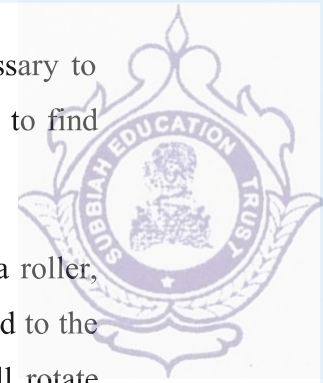 ssary to
to find
SUBBIAH EDUCATION TRUST
a roller,
d to the
ll rotate